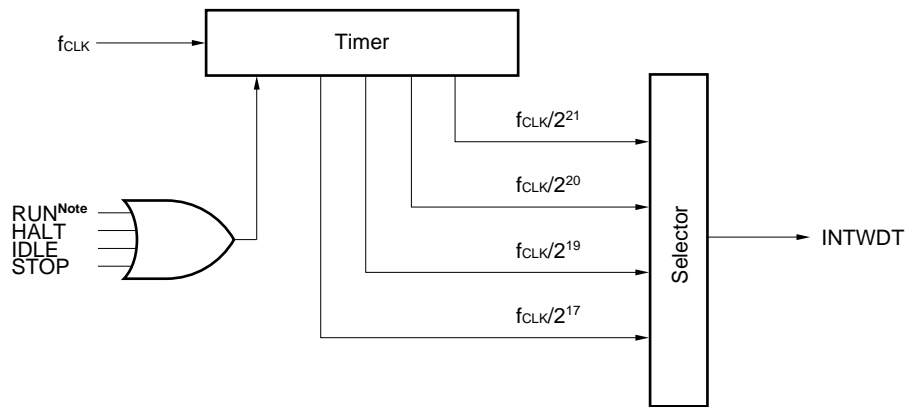 Timer
fCLK
fCLK/2²¹
fCLK/2²⁰
fCLK/2¹⁹
fCLK/2¹⁷
RUNNote
HALT
IDLE
STOP
Selector
INTWDT